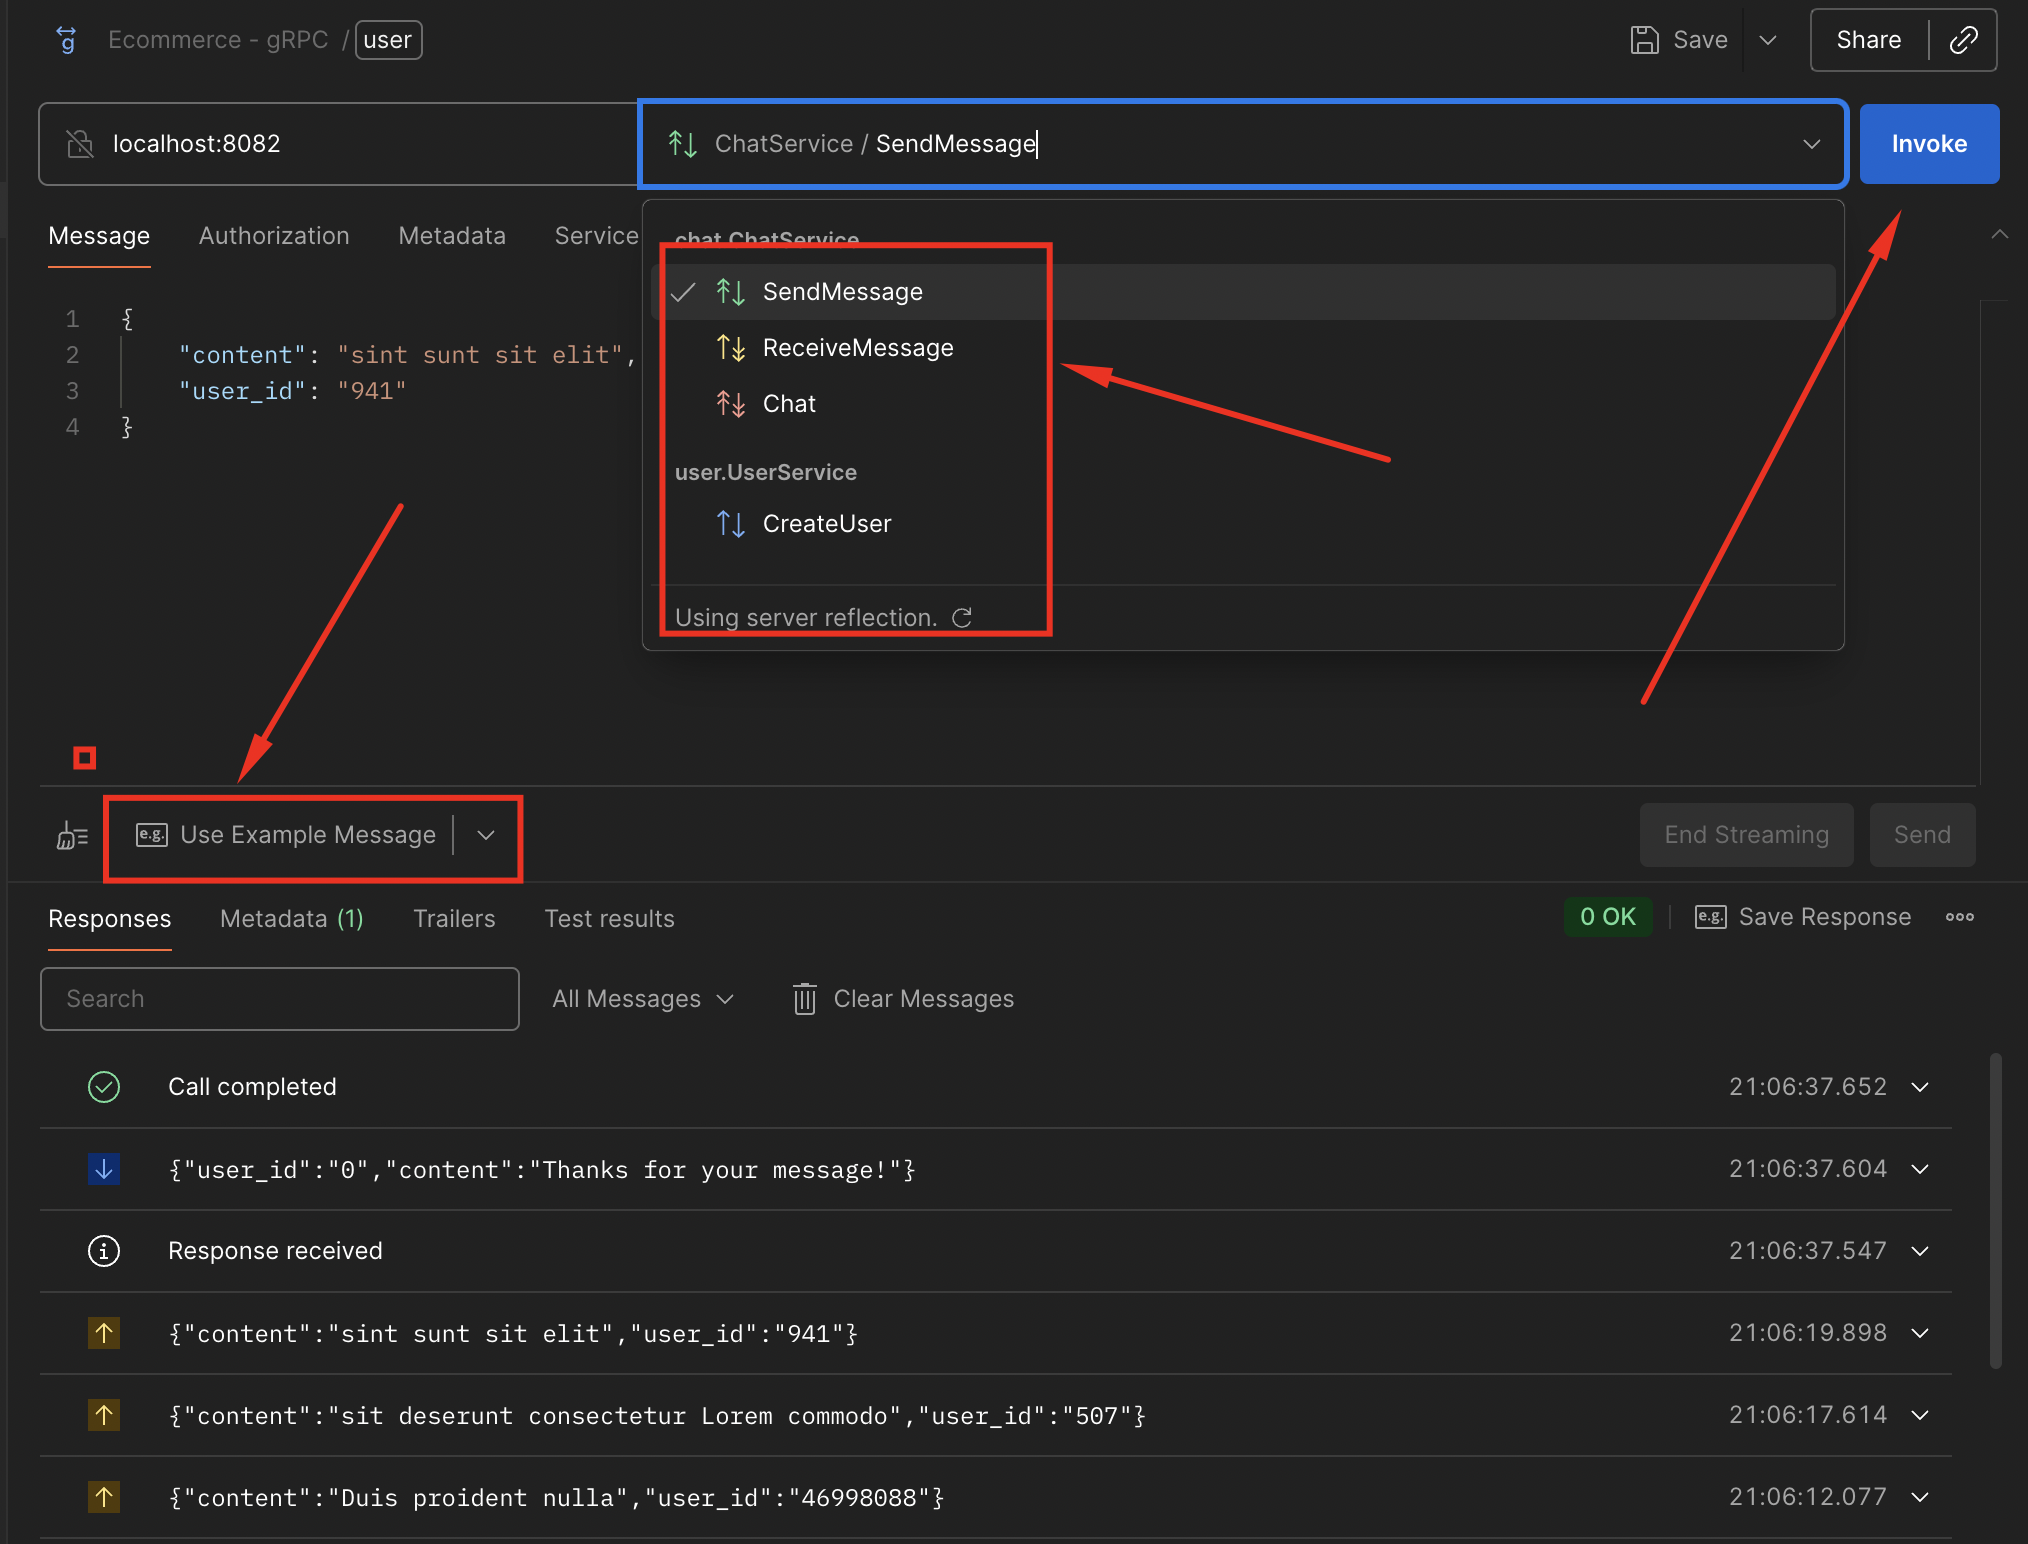 Ecommerce - gRPC / user
Save
Share
localhost:8082
ChatService / SendMessage
Invoke
Message Authorization Metadata Service
chat.ChatService
SendMessage
ReceiveMessage
Chat
user.UserService
CreateUser
Using server reflection.
1 {
2 "content": "sint sunt sit elit",
3 "user_id": "941"
4 }
e.g. Use Example Message
End Streaming
Send
Responses Metadata (1) Trailers Test results
0 OK
e.g. Save Response
Search
All Messages
Clear Messages
Call completed 21:06:37.652
{"user_id":"0","content":"Thanks for your message!"} 21:06:37.604
Response received 21:06:37.547
{"content":"sint sunt sit elit","user_id":"941"} 21:06:19.898
{"content":"sit deserunt consectetur Lorem commodo","user_id":"507"} 21:06:17.614
{"content":"Duis proident nulla","user_id":"46998088"} 21:06:12.077